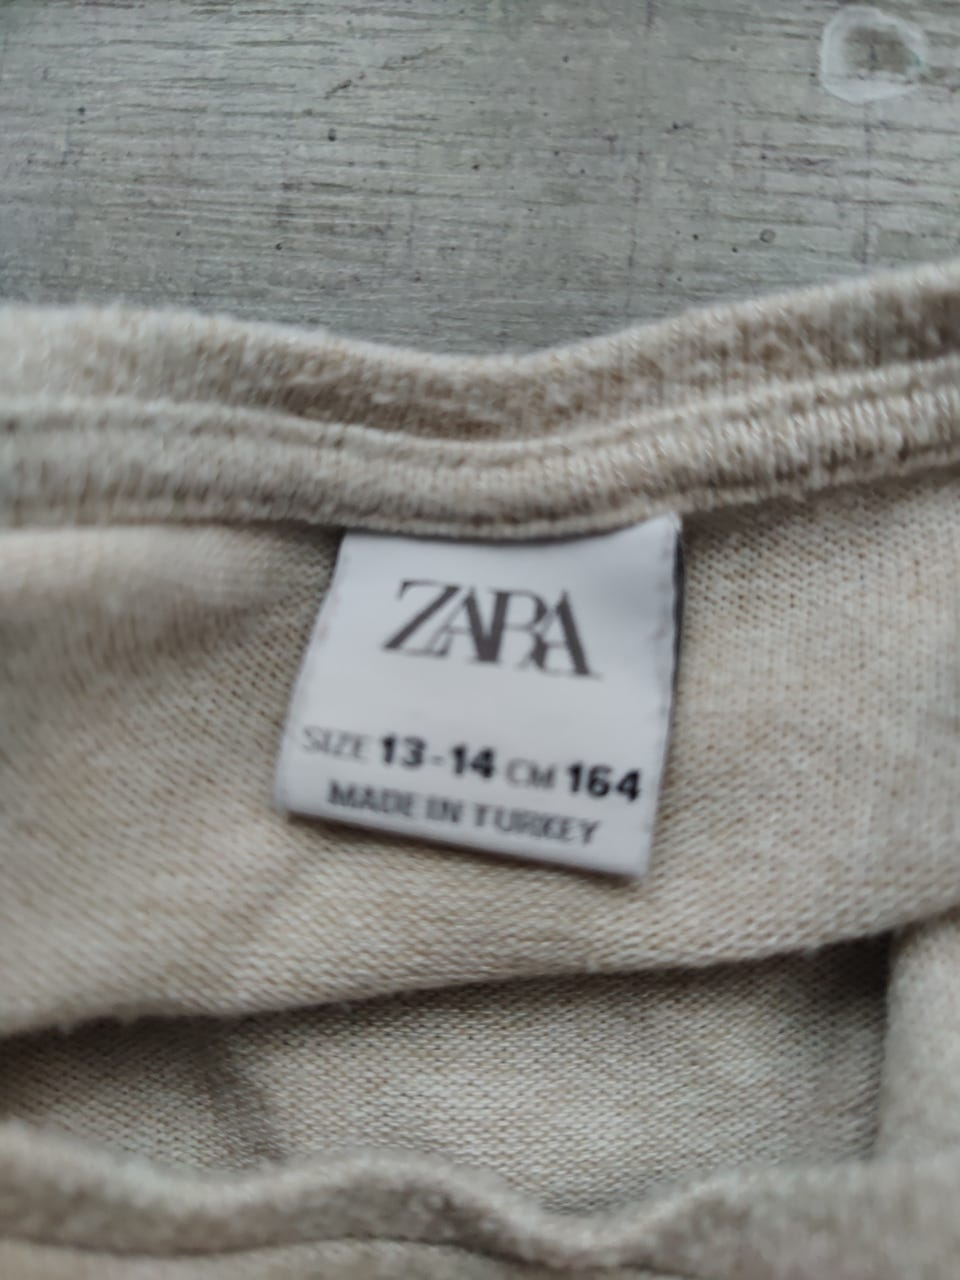 ZARA
SIZE 13-14 CM 164
MADE IN TURKEY